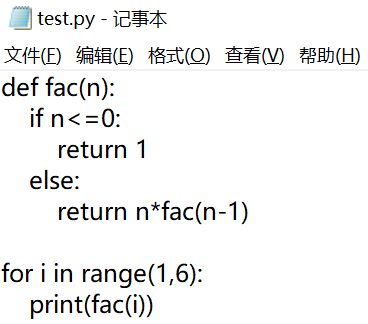 test.py - 记事本
文件(F) 编辑(E) 格式(O) 查看(V) 帮助(H)
def fac(n):
    if n<=0:
        return 1
    else:
        return n*fac(n-1)

for i in range(1,6):
    print(fac(i))